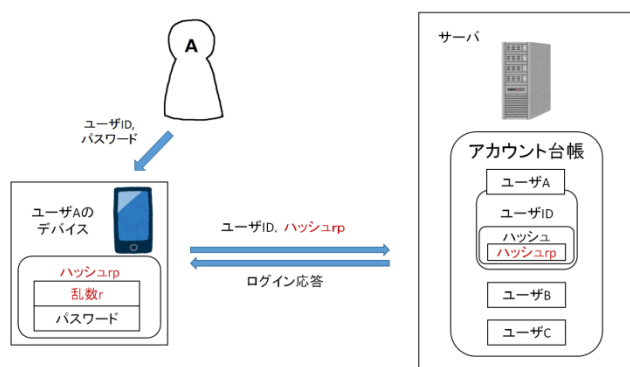 A
ユーザID,
パスワード
ユーザAの
デバイス
ハッシュrp
乱数r
パスワード
ユーザID, ハッシュrp
ログイン応答
サーバ
アカウント台帳
ユーザA
ユーザID
ハッシュ
ハッシュrp
ユーザB
ユーザC